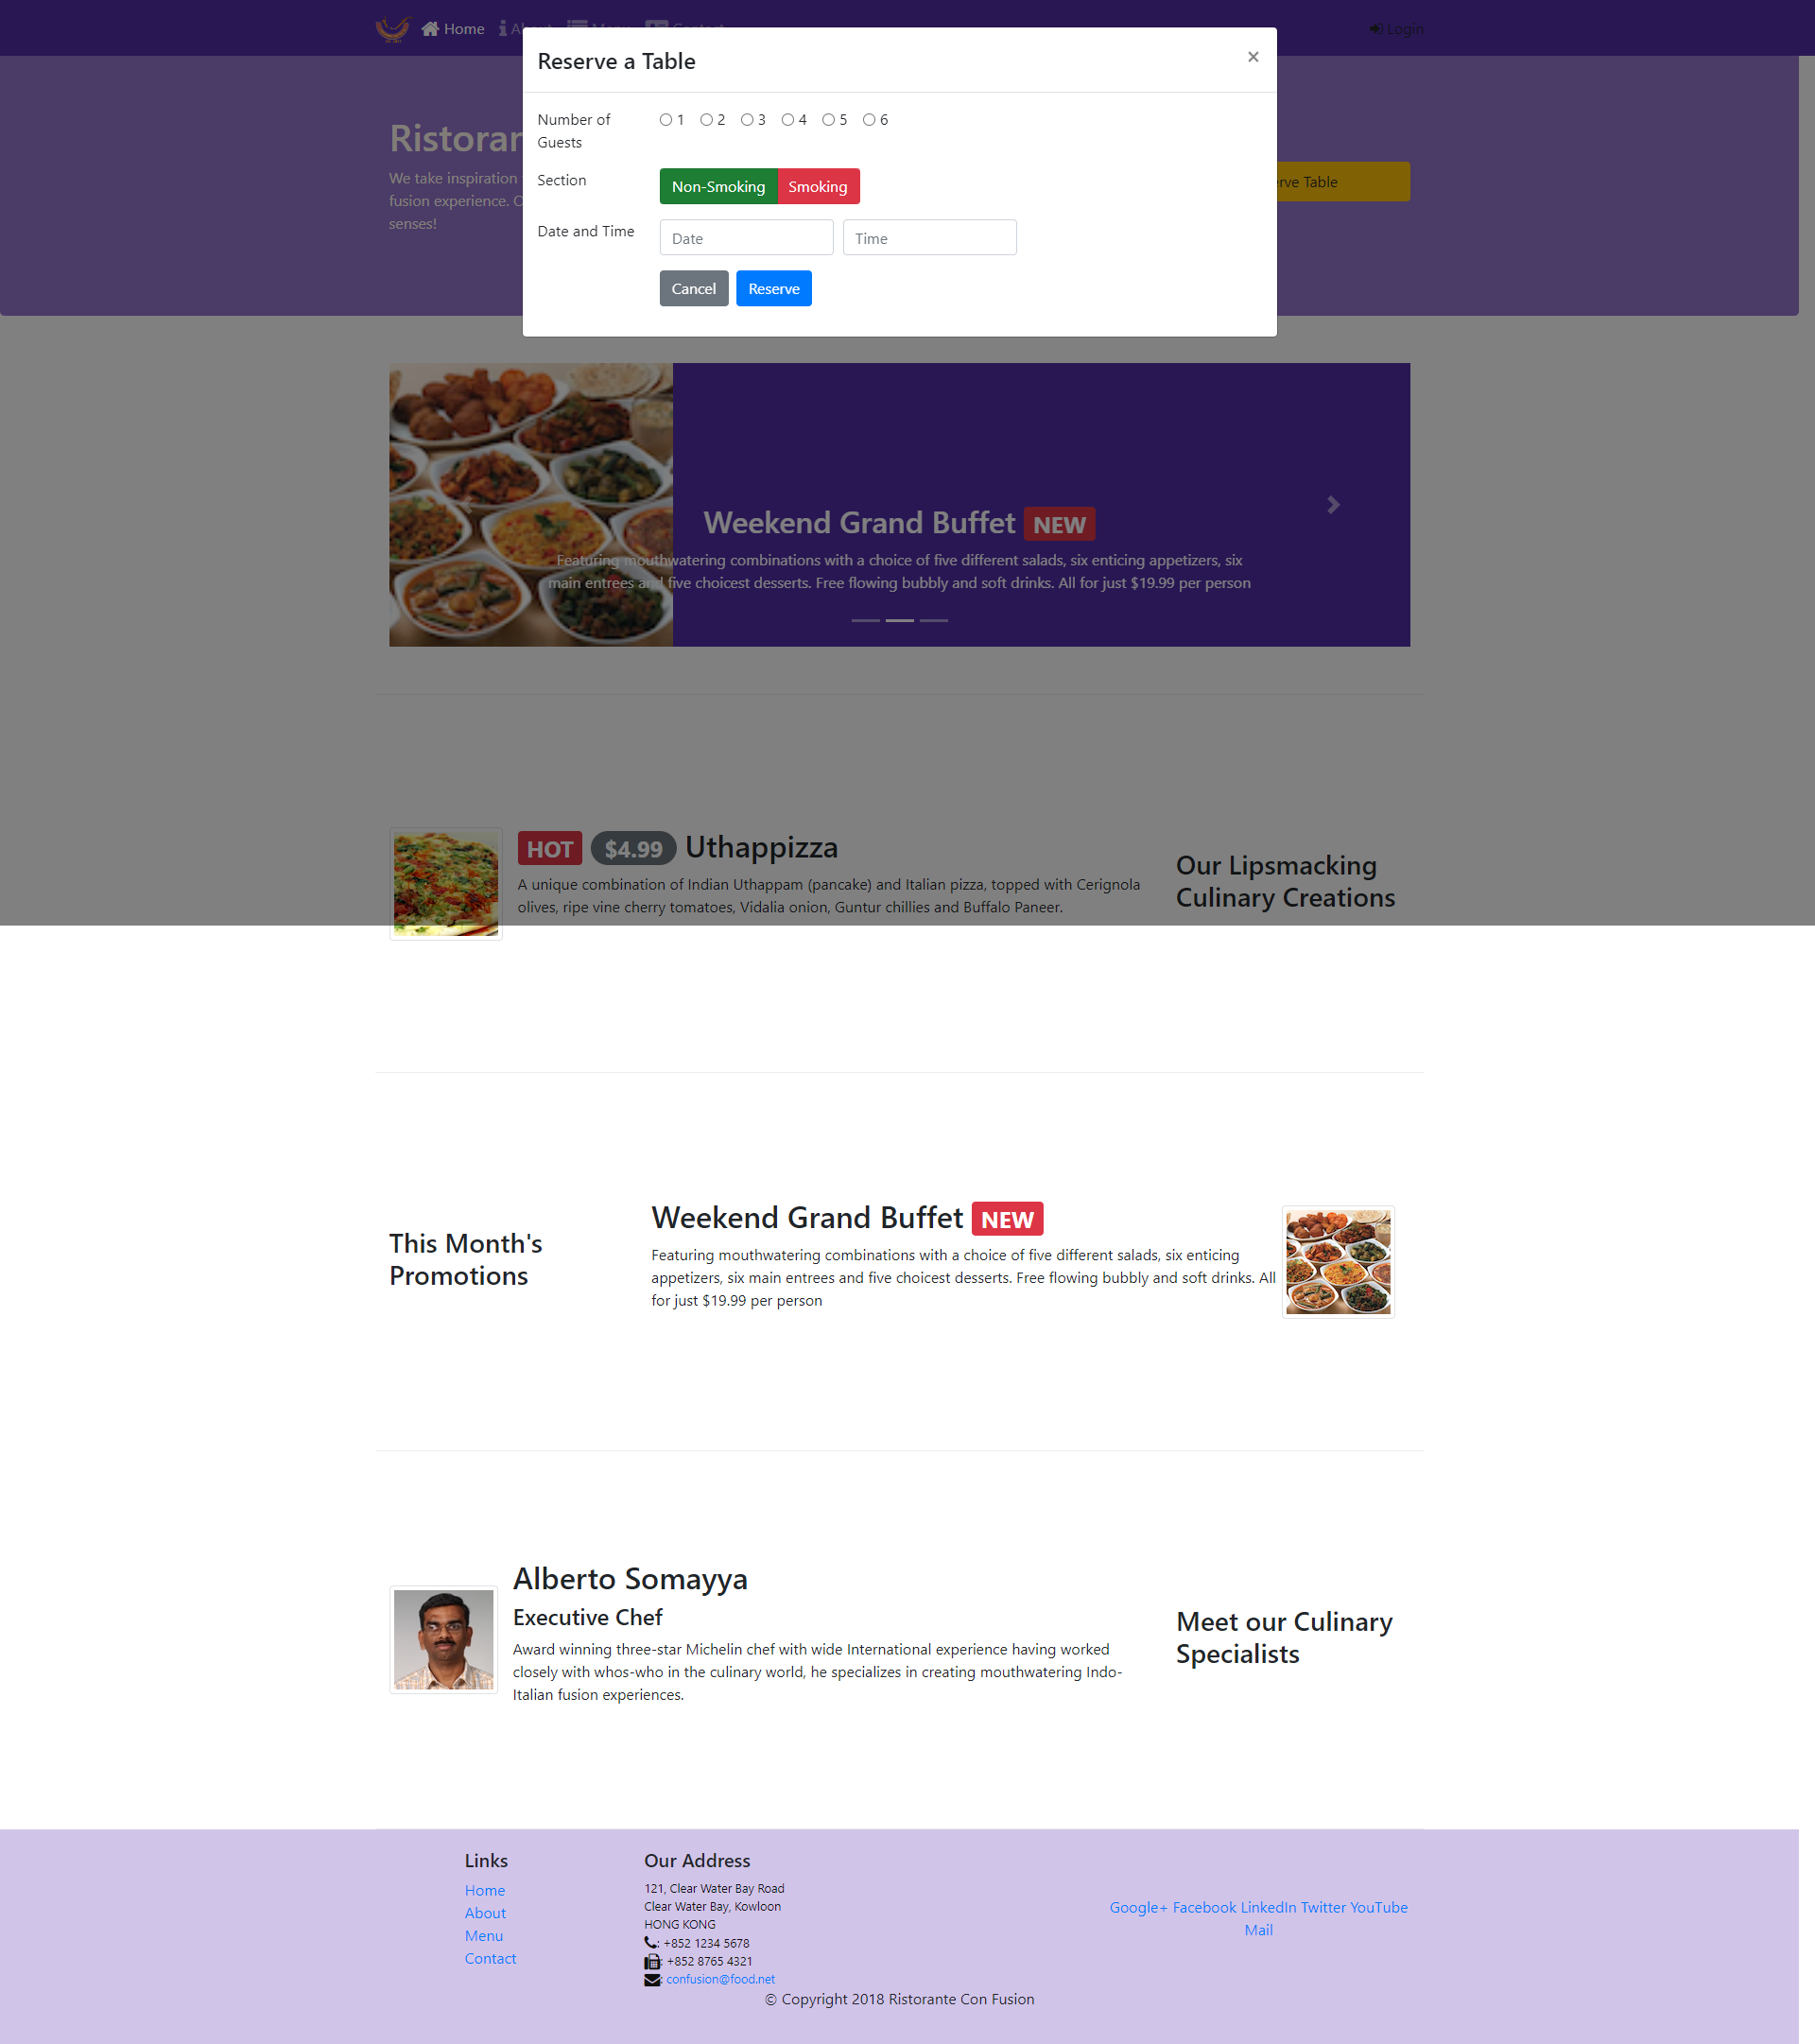 Home
Login
Reserve a Table
×
Number of
Guests
1 2 3 4 5 6
Section
Non-Smoking Smoking
Date and Time
Date Time
Cancel Reserve
We take inspiration
fusion experience.
senses!
Table
Weekend Grand Buffet NEW
Featuring mouthwatering combinations with a choice of five different salads, six enticing appetizers, six
main entrees and five choicest desserts. Free flowing bubbly and soft drinks. All for just $19.99 per person
HOT $4.99 Uthappizza
A unique combination of Indian Uthappam (pancake) and Italian pizza, topped with Cerignola
olives, ripe vine cherry tomatoes, Vidalia onion, Guntur chillies and Buffalo Paneer.
Our Lipsmacking
Culinary Creations
This Month's
Promotions
Weekend Grand Buffet NEW
Featuring mouthwatering combinations with a choice of five different salads, six enticing
appetizers, six main entrees and five choicest desserts. Free flowing bubbly and soft drinks. All
for just $19.99 per person
Alberto Somayya
Executive Chef
Award winning three-star Michelin chef with wide International experience having worked
closely with whos-who in the culinary world, he specializes in creating mouthwatering Indo-
Italian fusion experiences.
Meet our Culinary
Specialists
Links
Home
About
Menu
Contact
Our Address
121, Clear Water Bay Road
Clear Water Bay, Kowloon
HONG KONG
: +852 1234 5678
: +852 8765 4321
: confusion@food.net
Google+ Facebook LinkedIn Twitter YouTube
Mail
© Copyright 2018 Ristorante Con Fusion